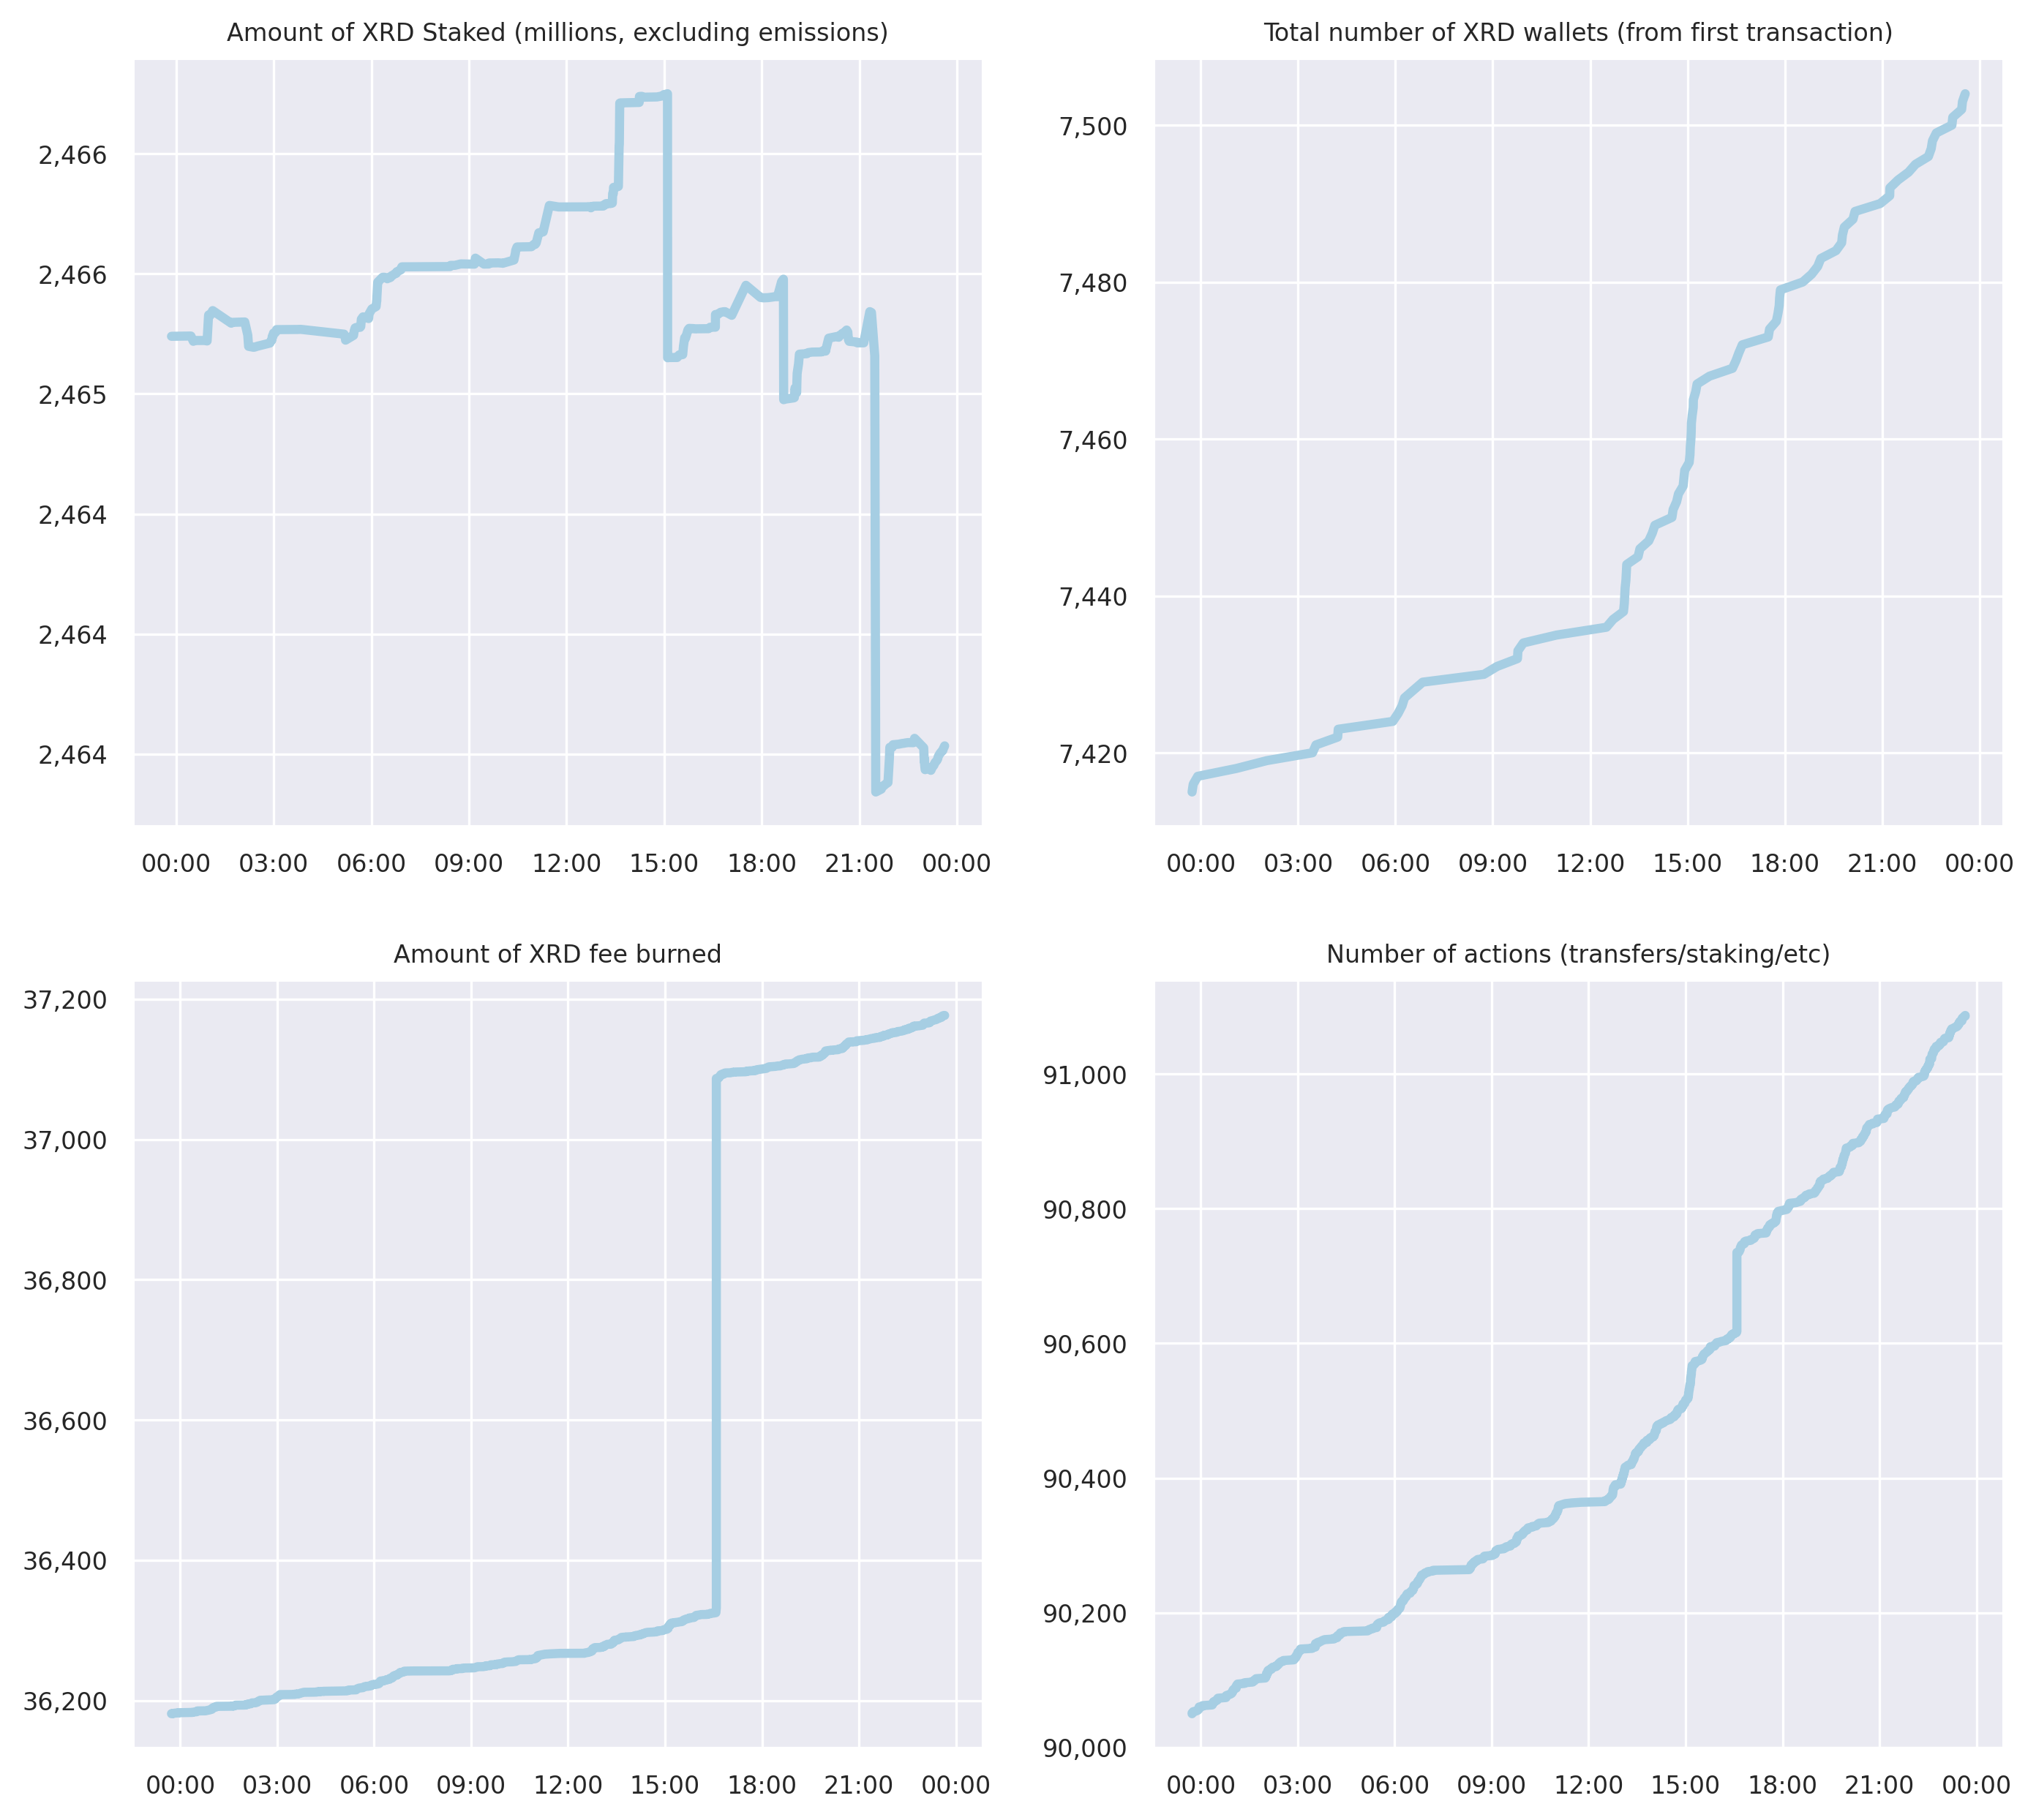 Amount of XRD Staked (millions, excluding emissions)
2,466
2,466
2,465
2,464
2,464
2,464
00:00 03:00 06:00 09:00 12:00 15:00 18:00 21:00 00:00
Total number of XRD wallets (from first transaction)
7,500
7,480
7,460
7,440
7,420
00:00 03:00 06:00 09:00 12:00 15:00 18:00 21:00 00:00
Amount of XRD fee burned
37,200
37,000
36,800
36,600
36,400
36,200
00:00 03:00 06:00 09:00 12:00 15:00 18:00 21:00 00:00
Number of actions (transfers/staking/etc)
91,000
90,800
90,600
90,400
90,200
90,000
00:00 03:00 06:00 09:00 12:00 15:00 18:00 21:00 00:00